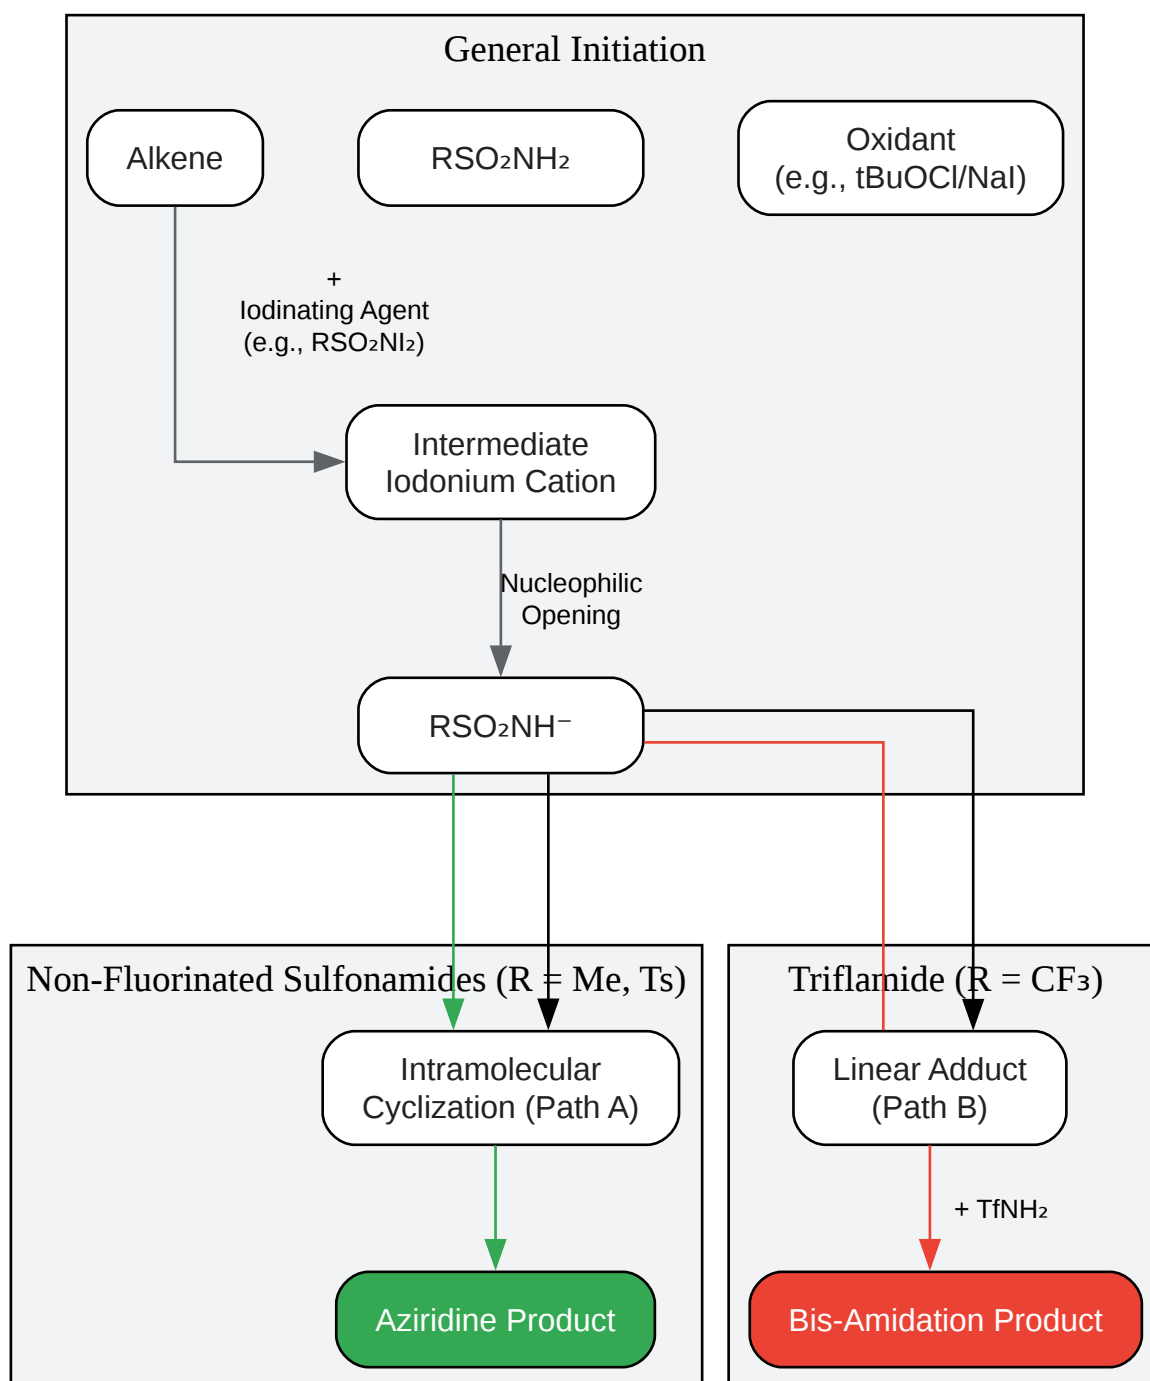 General Initiation
Alkene
RSO₂NH₂
Oxidant
(e.g., tBuOCl/NaI)
+
Iodinating Agent
(e.g., RSO₂NI₂)
Intermediate
Iodonium Cation
Nucleophilic
Opening
RSO₂NH⁻
Non-Fluorinated Sulfonamides (R = Me, Ts)
Intramolecular
Cyclization (Path A)
Aziridine Product
Triflamide (R = CF₃)
Linear Adduct
(Path B)
+ TfNH₂
Bis-Amidation Product